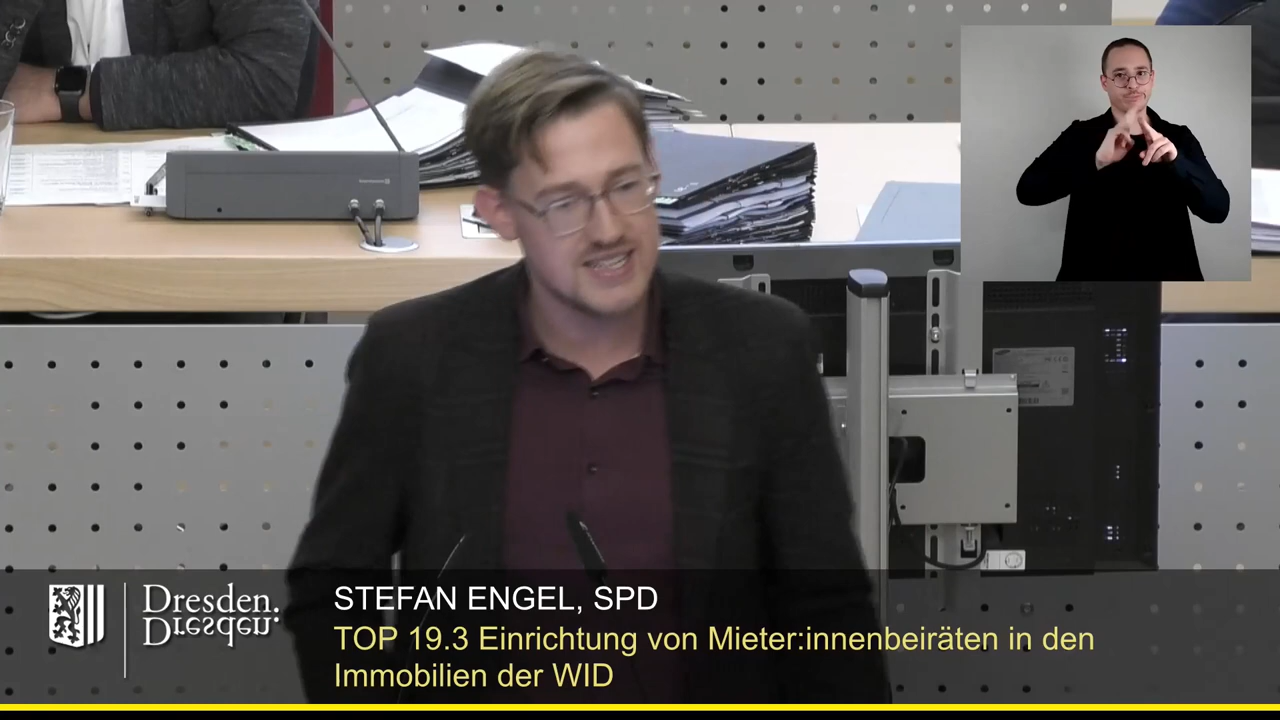 Dresden.
Dresden.
STEFAN ENGEL, SPD
TOP 19.3 Einrichtung von Mieter:innenbeiräten in den
Immobilien der WID